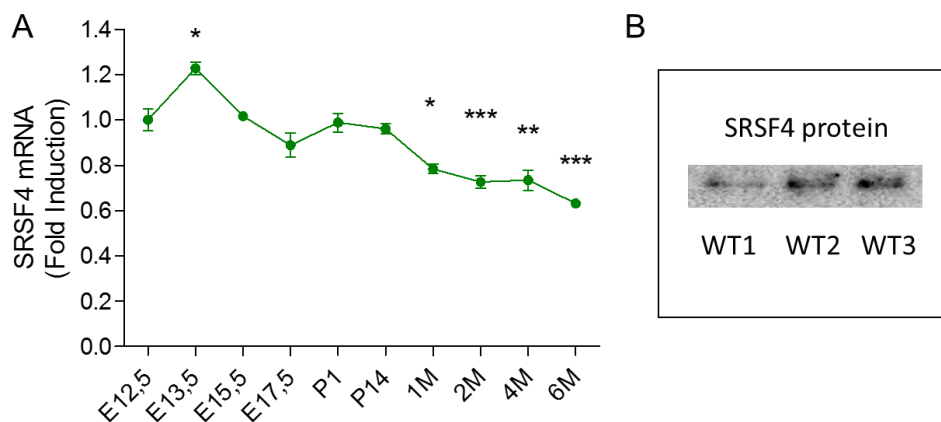 A
SRSF4 mRNA
(Fold Induction)
1.4
1.2
1.0
0.8
0.6
0.4
0.2
0.0
*
*
***
**
***
E12,5
E13,5
E15,5
E17,5
P1
P14
1M
2M
4M
6M
B
SRSF4 protein
WT1 WT2 WT3